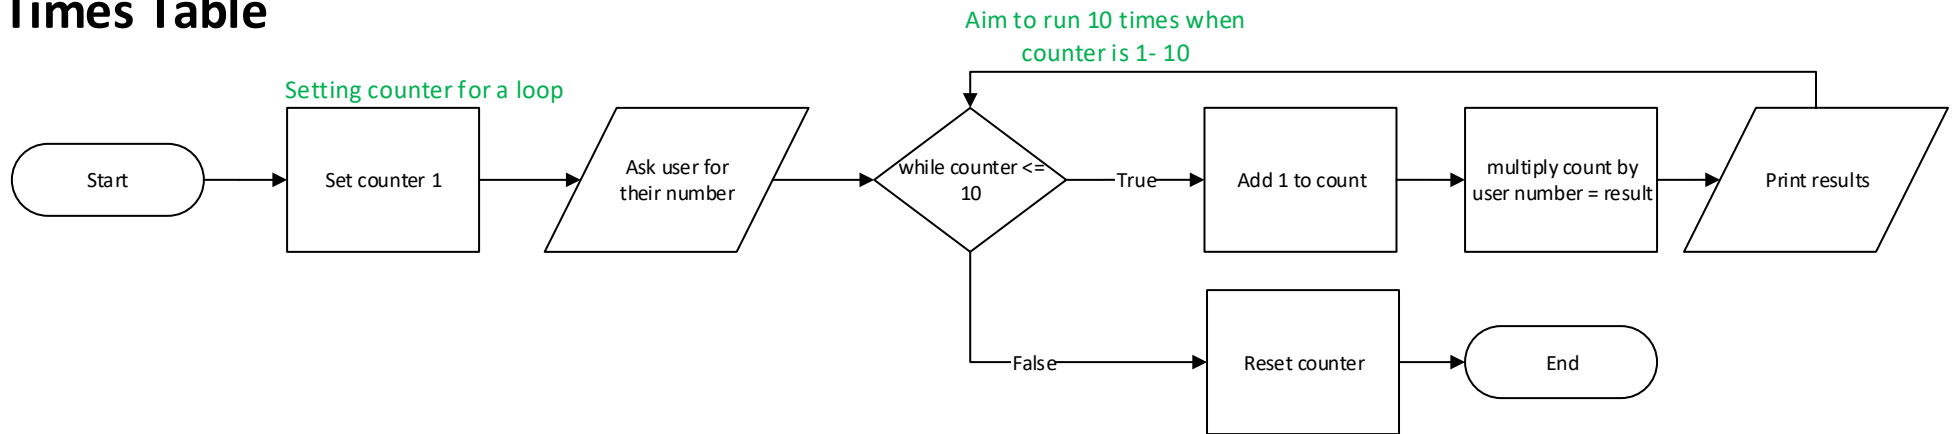 Times Table
Aim to run 10 times when
counter is 1- 10
Setting counter for a loop
Start
Set counter 1
Ask user for
their number
while counter <=
10
True
Add 1 to count
multiply count by
user number = result
Print results
False
Reset counter
End